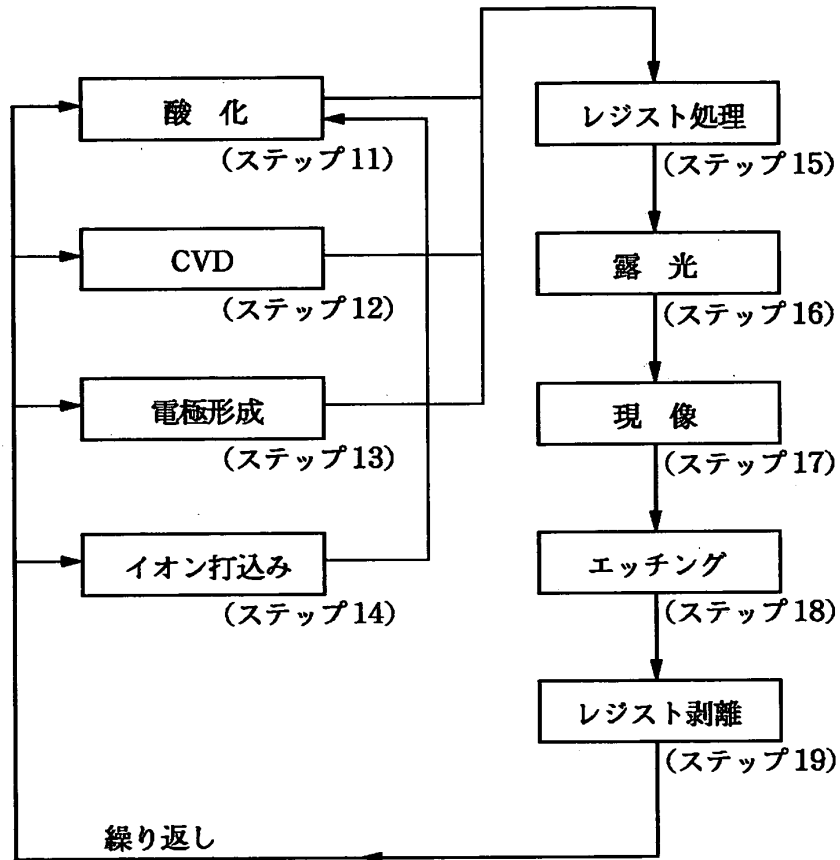 酸 化
(ステップ11)
CVD
(ステップ12)
電極形成
(ステップ13)
イオン打込み
(ステップ14)
レジスト処理
(ステップ15)
露 光
(ステップ16)
現 像
(ステップ17)
エッチング
(ステップ18)
レジスト剥離
(ステップ19)
繰り返し